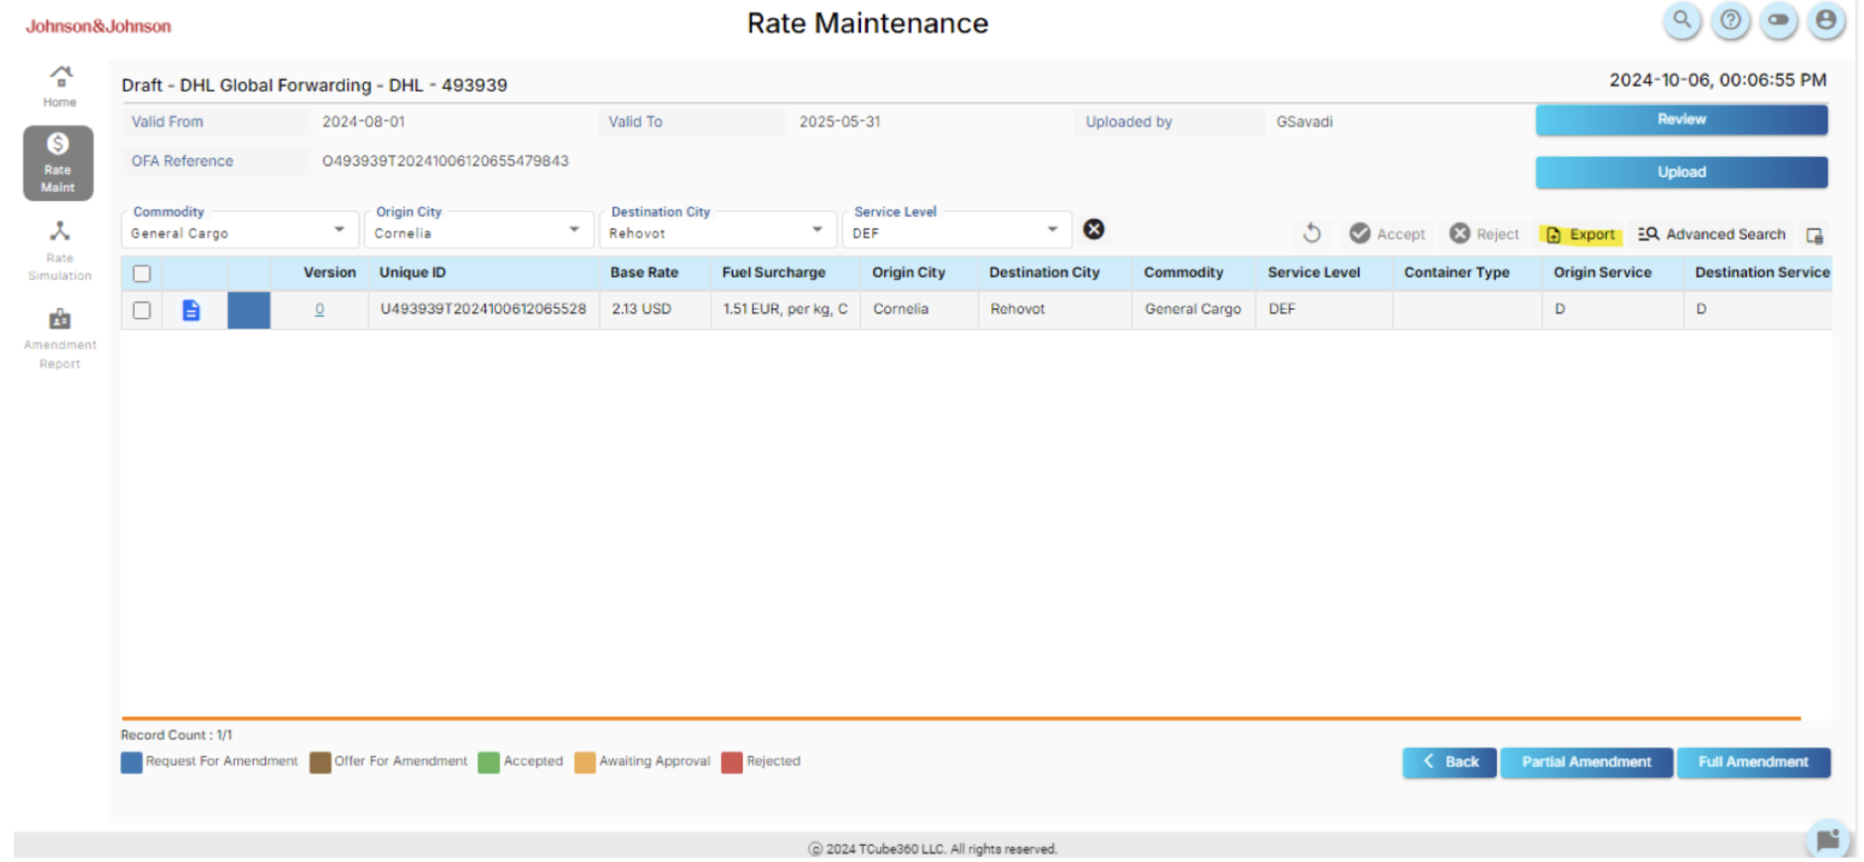 Johnson&Johnson
Rate Maintenance
Home
Rate
Maint
Rate
Simulation
Amendment
Report
Draft - DHL Global Forwarding - DHL - 493939
2024-10-06, 00:06:55 PM
Valid From 2024-08-01 Valid To 2025-05-31 Uploaded by GSavadi
Review
OFA Reference O493939T20241006120655479843
Upload
Commodity Origin City Destination City Service Level
General Cargo Cornelia Rehovot DEF
Accept Reject Export Advanced Search
Version Unique ID Base Rate Fuel Surcharge Origin City Destination City Commodity Service Level Container Type Origin Service Destination Service
0 U493939T2024100612065528 2.13 USD 1.51 EUR, per kg, C Cornelia Rehovot General Cargo DEF D D
Record Count : 1/1
Request For Amendment Offer For Amendment Accepted Awaiting Approval Rejected
Back Partial Amendment Full Amendment
© 2024 TCube360 LLC. All rights reserved.